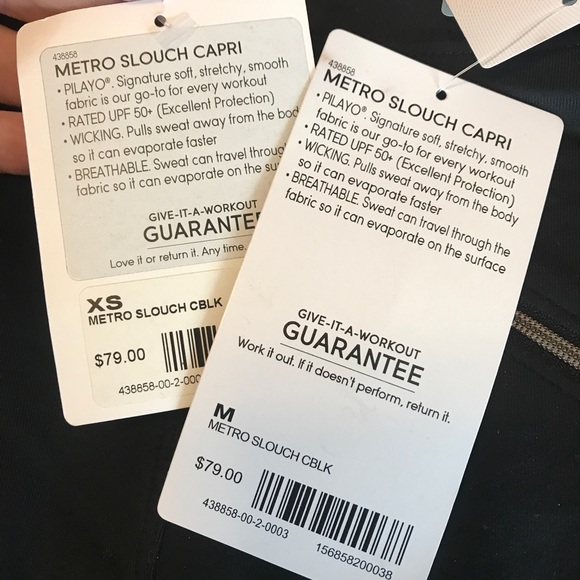 438858
METRO SLOUCH CAPRI
• PILAYO®. Signature soft, stretchy, smooth
fabric is our go-to for every workout
• RATED UPF 50+ (Excellent Protection)
• WICKING. Pulls sweat away from the body
so it can evaporate faster
• BREATHABLE. Sweat can travel through
fabric so it can evaporate on the
GIVE-IT-A-WORKOUT
GUARANTEE
Love it or return it. Any time.
XS
METRO SLOUCH CBLK
$79.00
438858-00-2-000
438858
METRO SLOUCH CAPRI
• PILAYO®. Signature soft, stretchy, smooth
fabric is our go-to for every workout
• RATED UPF 50+ (Excellent Protection)
• WICKING. Pulls sweat away from the body
so it can evaporate faster
• BREATHABLE. Sweat can travel through the
fabric so it can evaporate on the surface
GIVE-IT-A-WORKOUT
GUARANTEE
Work it out. If it doesn't perform, return it.
M
METRO SLOUCH CBLK
$79.00
438858-00-2-0003
156858200038